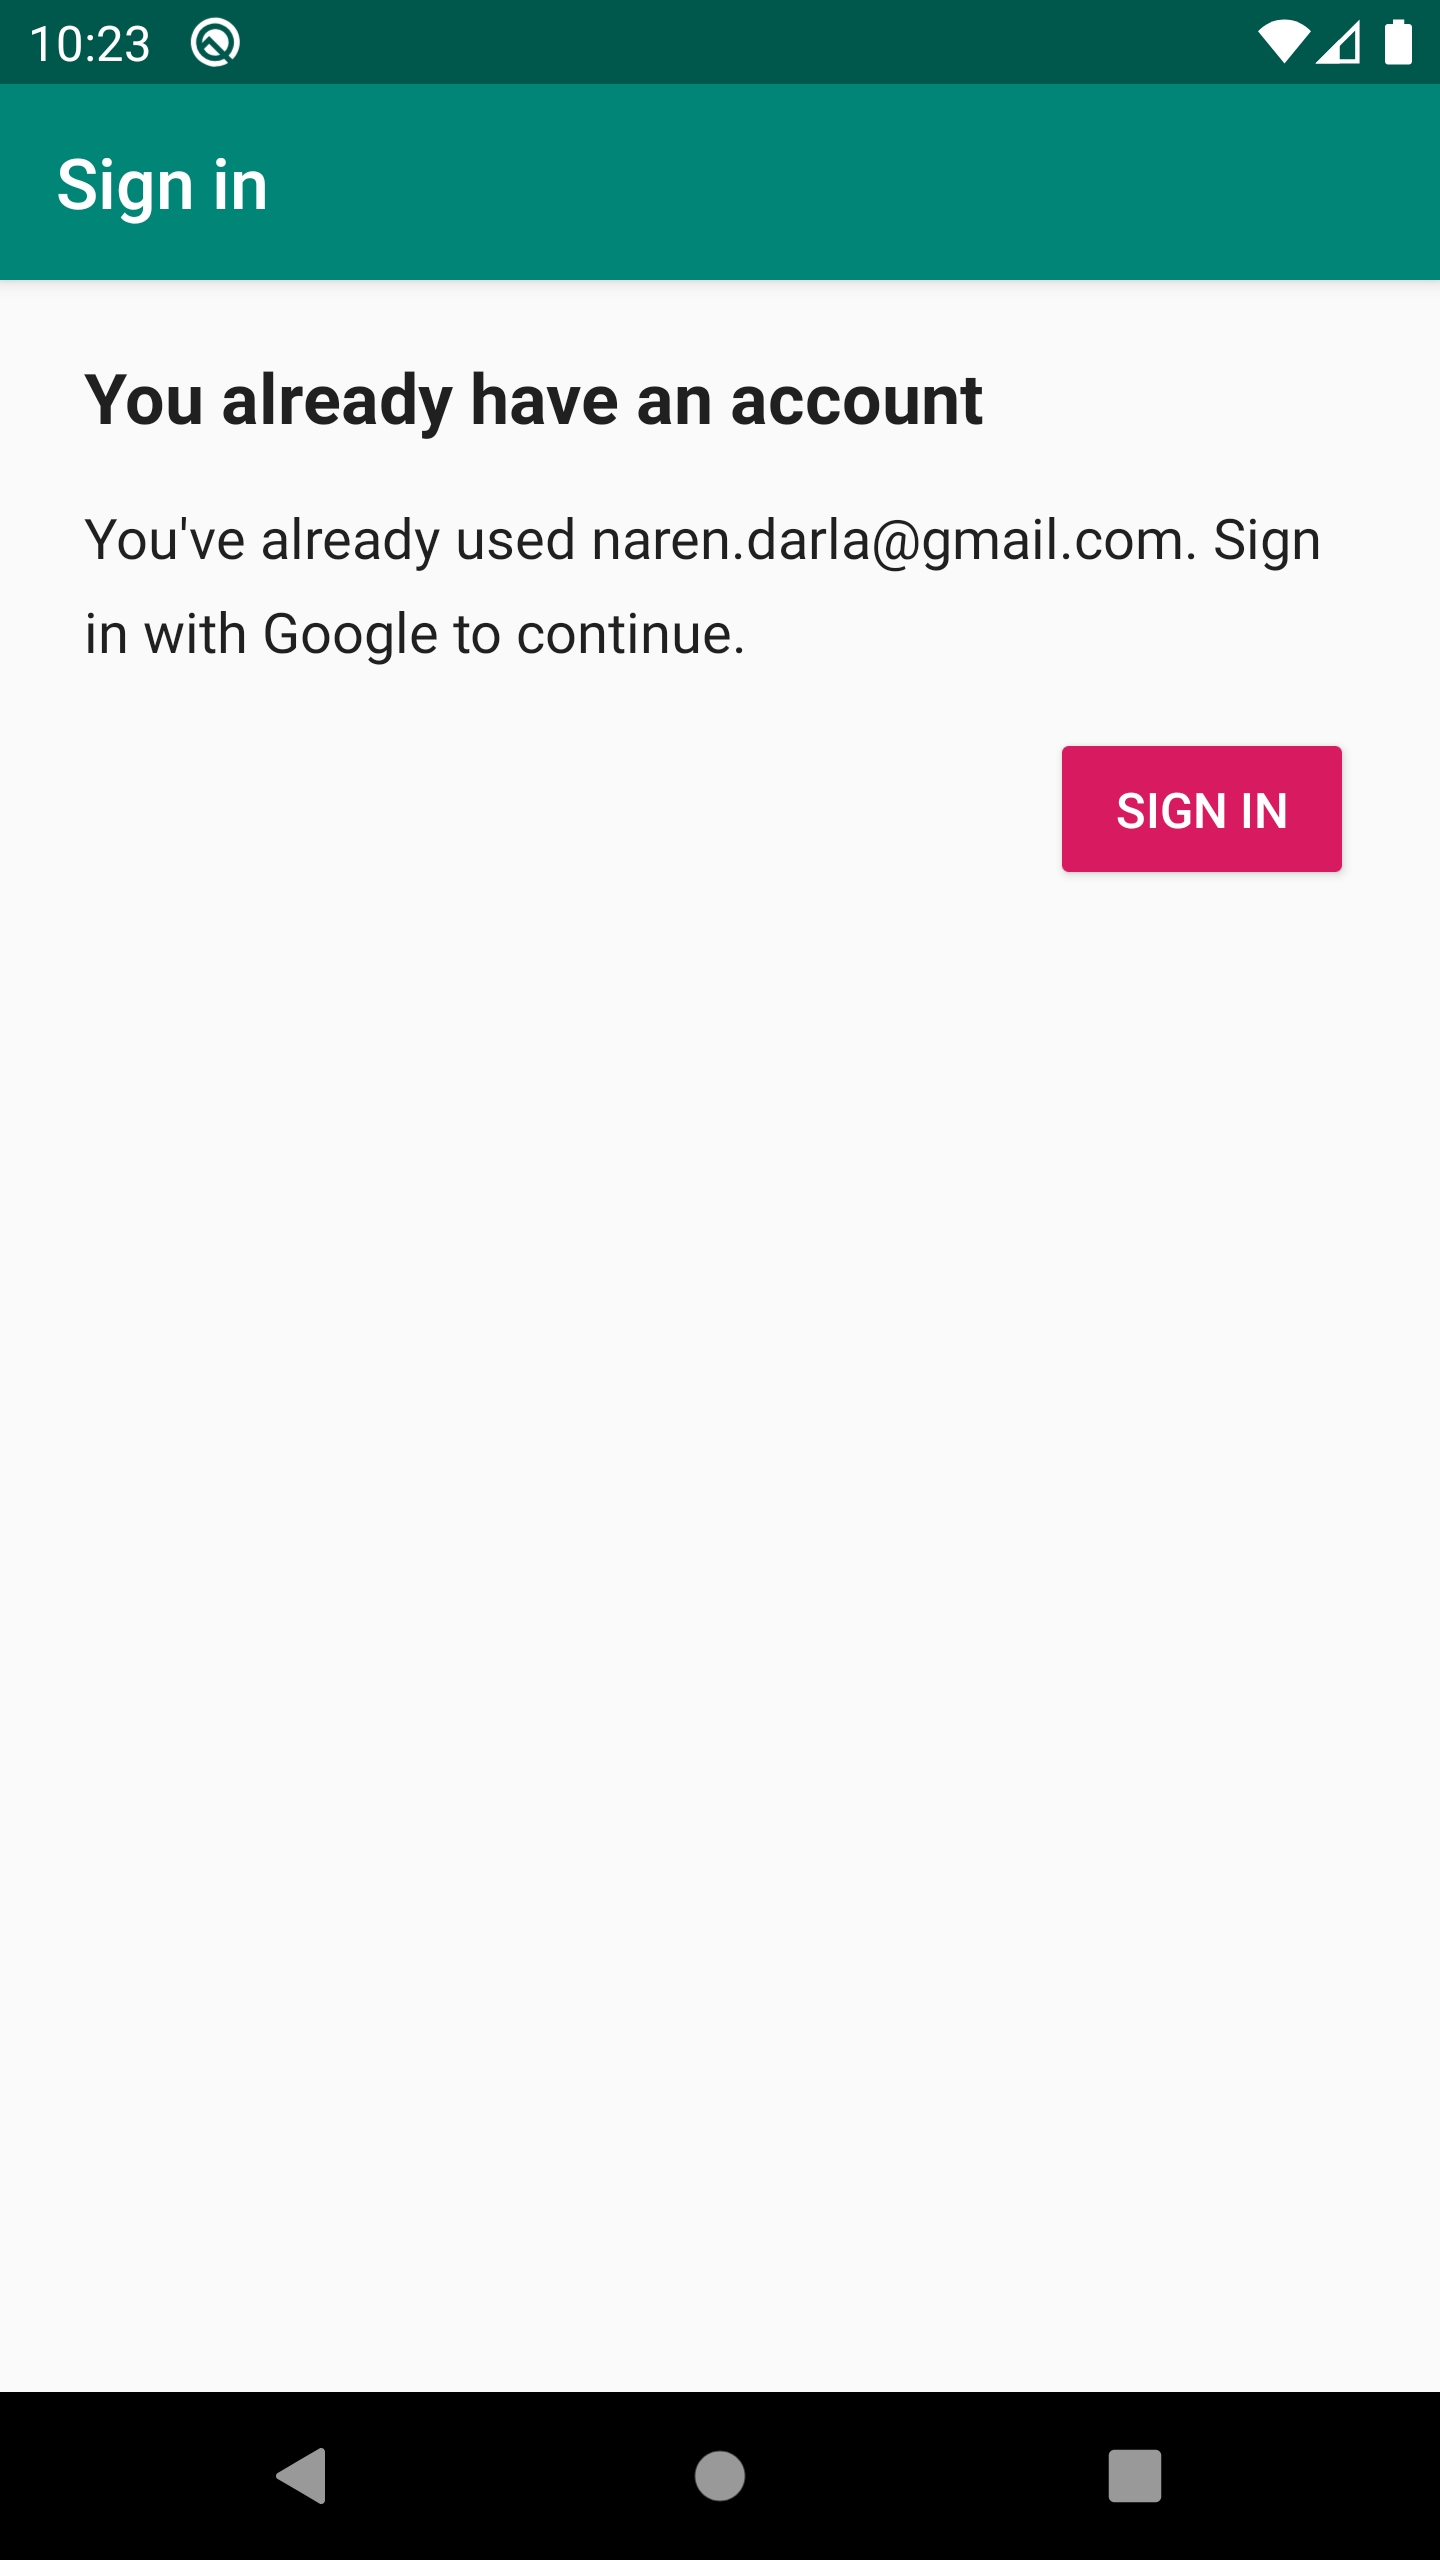 10:23
Sign in
You already have an account
You've already used naren.darla@gmail.com. Sign
in with Google to continue.
SIGN IN